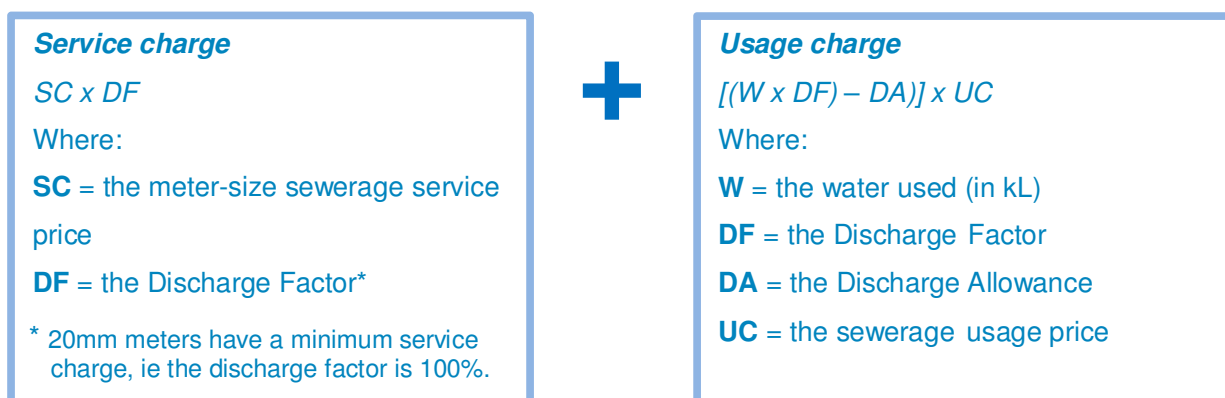 Service charge
SC x DF
Where:
SC = the meter-size sewerage service
price
DF = the Discharge Factor*
* 20mm meters have a minimum service
charge, ie the discharge factor is 100%.
+
Usage charge
[(W x DF) – DA)] x UC
Where:
W = the water used (in kL)
DF = the Discharge Factor
DA = the Discharge Allowance
UC = the sewerage usage price